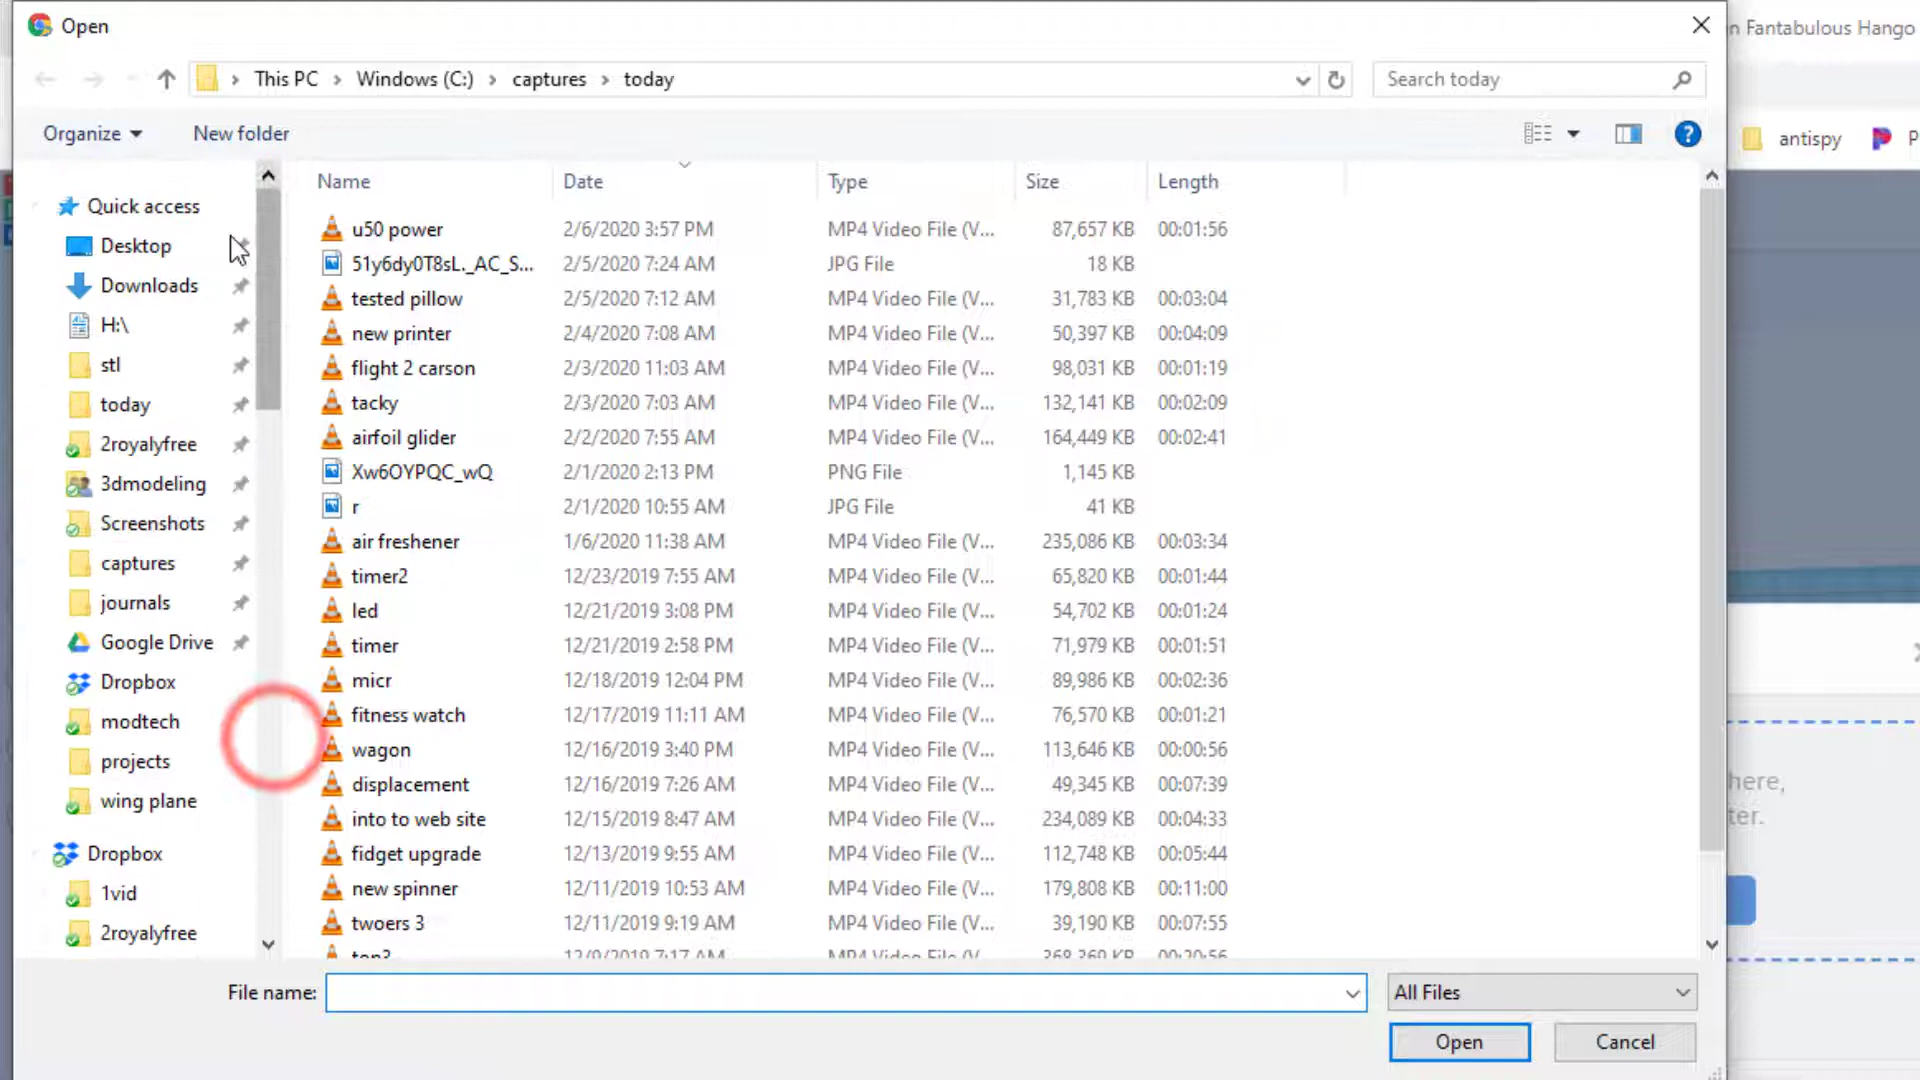 Open
n Fantabulous Hango
This PC > Windows (C:) > captures > today
Search today
Organize
New folder
antispy
P
Name Date Type Size Length
Quick access
Desktop
Downloads
H:\
stl
today
2royalyfree
3dmodeling
Screenshots
captures
journals
Google Drive
Dropbox
modtech
projects
wing plane
Dropbox
1vid
2royalyfree
u50 power 2/6/2020 3:57 PM MP4 Video File (V... 87,657 KB 00:01:56
51y6dy0T8sL._AC_S... 2/5/2020 7:24 AM JPG File 18 KB
tested pillow 2/5/2020 7:12 AM MP4 Video File (V... 31,783 KB 00:03:04
new printer 2/4/2020 7:08 AM MP4 Video File (V... 50,397 KB 00:04:09
flight 2 carson 2/3/2020 11:03 AM MP4 Video File (V... 98,031 KB 00:01:19
tacky 2/3/2020 7:03 AM MP4 Video File (V... 132,141 KB 00:02:09
airfoil glider 2/2/2020 7:55 AM MP4 Video File (V... 164,449 KB 00:02:41
Xw6OYPQC_wQ 2/1/2020 2:13 PM PNG File 1,145 KB
r 2/1/2020 10:55 AM JPG File 41 KB
air freshener 1/6/2020 11:38 AM MP4 Video File (V... 235,086 KB 00:03:34
timer2 12/23/2019 7:55 AM MP4 Video File (V... 65,820 KB 00:01:44
led 12/21/2019 3:08 PM MP4 Video File (V... 54,702 KB 00:01:24
timer 12/21/2019 2:58 PM MP4 Video File (V... 71,979 KB 00:01:51
micr 12/18/2019 12:04 PM MP4 Video File (V... 89,986 KB 00:02:36
fitness watch 12/17/2019 11:11 AM MP4 Video File (V... 76,570 KB 00:01:21
wagon 12/16/2019 3:40 PM MP4 Video File (V... 113,646 KB 00:00:56
displacement 12/16/2019 7:26 AM MP4 Video File (V... 49,345 KB 00:07:39
into to web site 12/15/2019 8:47 AM MP4 Video File (V... 234,089 KB 00:04:33
fidget upgrade 12/13/2019 9:55 AM MP4 Video File (V... 112,748 KB 00:05:44
new spinner 12/11/2019 10:53 AM MP4 Video File (V... 179,808 KB 00:11:00
twoers 3 12/11/2019 9:19 AM MP4 Video File (V... 39,190 KB 00:07:55
here,
ter.
File name:
All Files
Open
Cancel